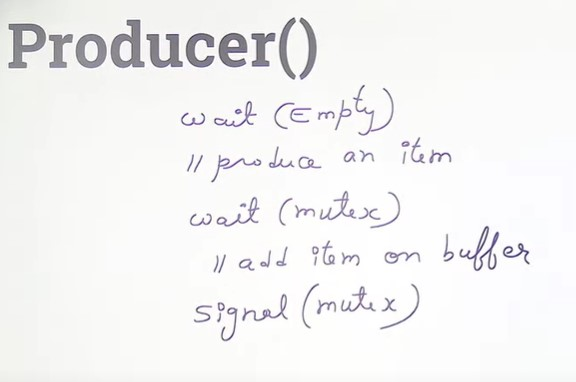 Producer()
wait (Empty)
// produce an item
wait (mutex)
// add item on buffer
signal (mutex)